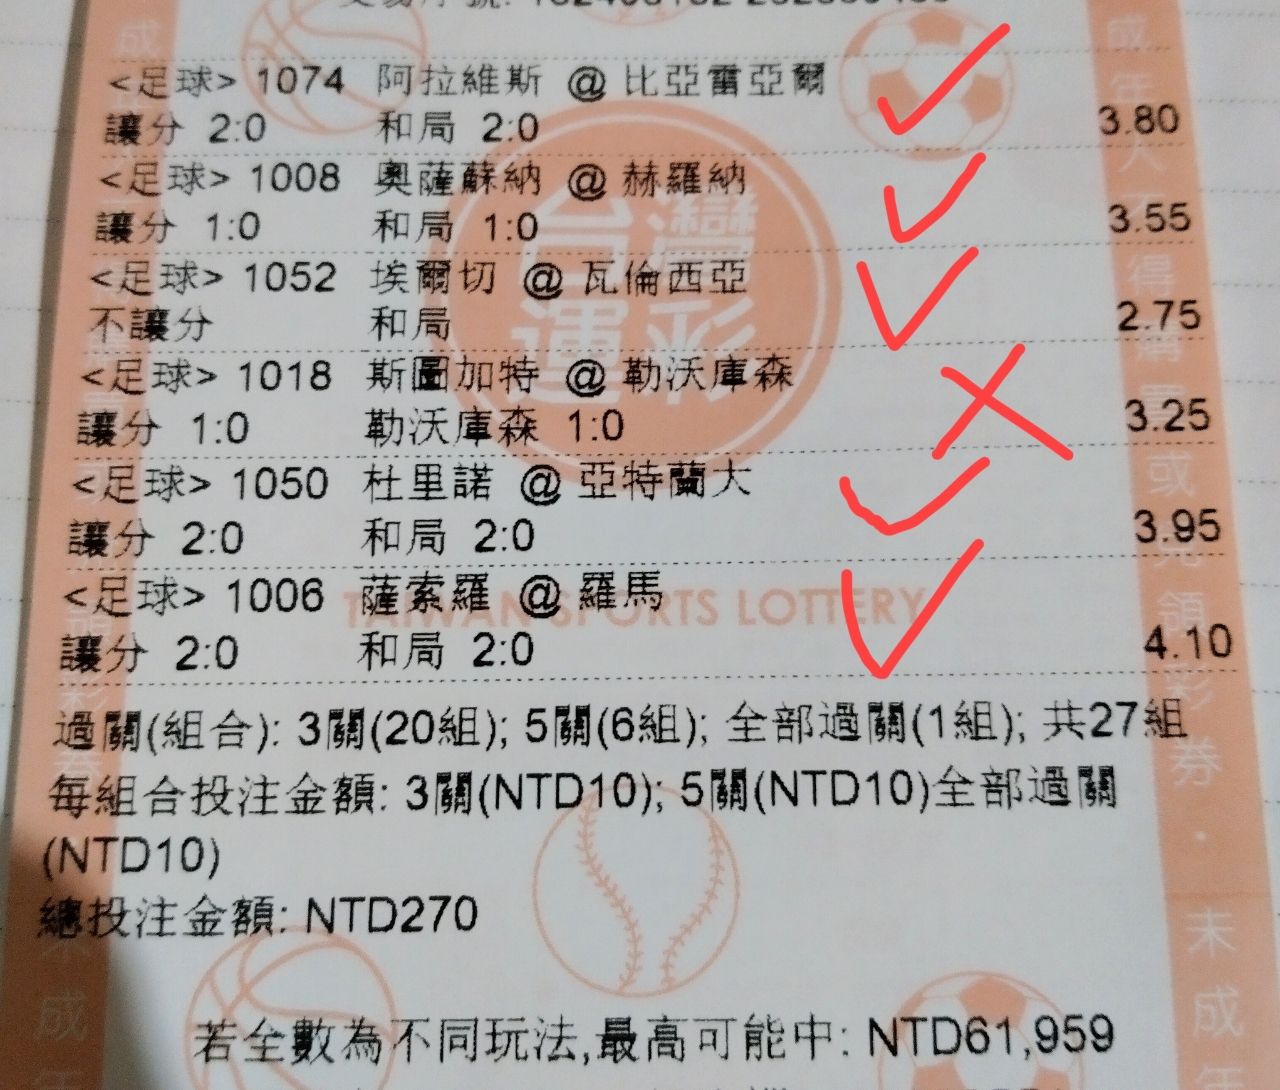 <足球> 1074 阿拉維斯 @ 比亞雷亞爾
讓分 2:0 和局 2:0 3.80
<足球> 1008 奧薩蘇納 @ 赫羅納
讓分 1:0 和局 1:0 3.55
<足球> 1052 埃爾切 @ 瓦倫西亞
不讓分 和局 2.75
<足球> 1018 斯圖加特 @ 勒沃庫森
讓分 1:0 勒沃庫森 1:0 3.25
<足球> 1050 杜里諾 @ 亞特蘭大
讓分 2:0 和局 2:0 3.95
<足球> 1006 薩索羅 @ 羅馬
讓分 2:0 和局 2:0 4.10
過關(組合): 3關(20組); 5關(6組); 全部過關(1組); 共27組
每組合投注金額: 3關(NTD10); 5關(NTD10)全部過關
(NTD10)
總投注金額: NTD270
若全數為不同玩法,最高可能中: NTD61,959
台灣
運彩
TAIWAN SPORTS LOTTERY